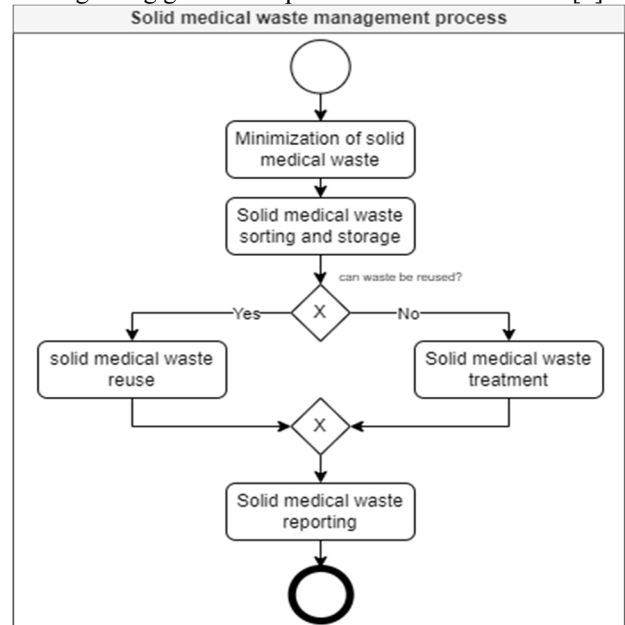 Solid medical waste management process
Minimization of solid
medical waste
Solid medical waste
sorting and storage
can waste be reused?
X
Yes
No
solid medical waste
reuse
Solid medical waste
treatment
X
Solid medical waste
reporting